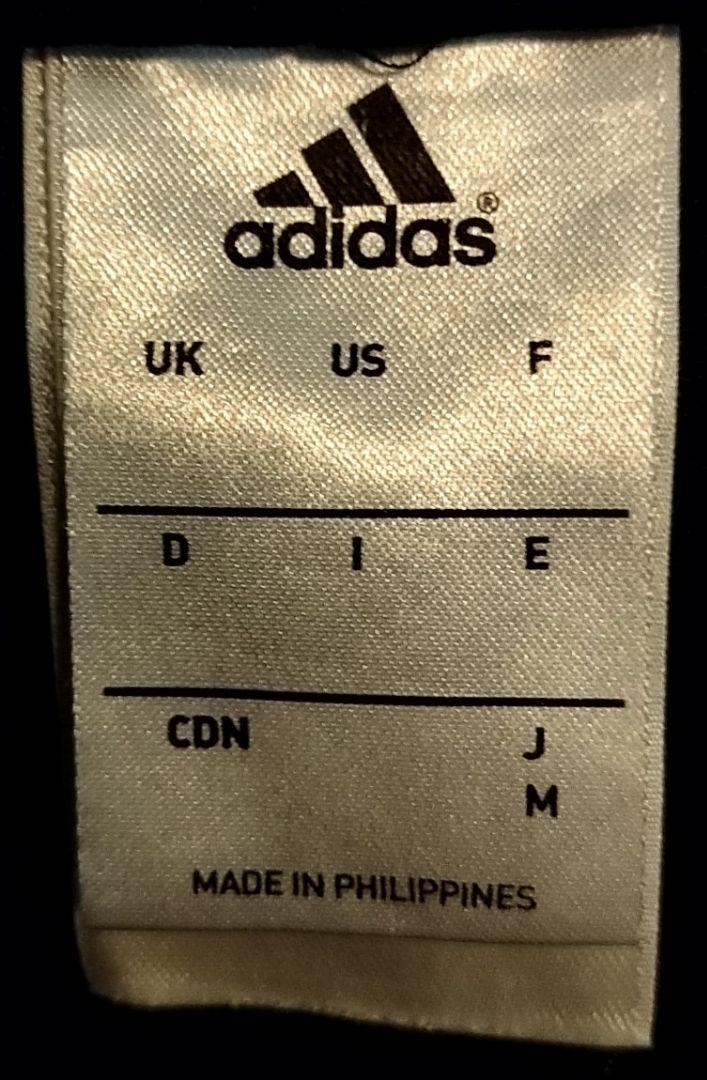 adidas®
UK US F
D I E
CDN J
M
MADE IN PHILIPPINES